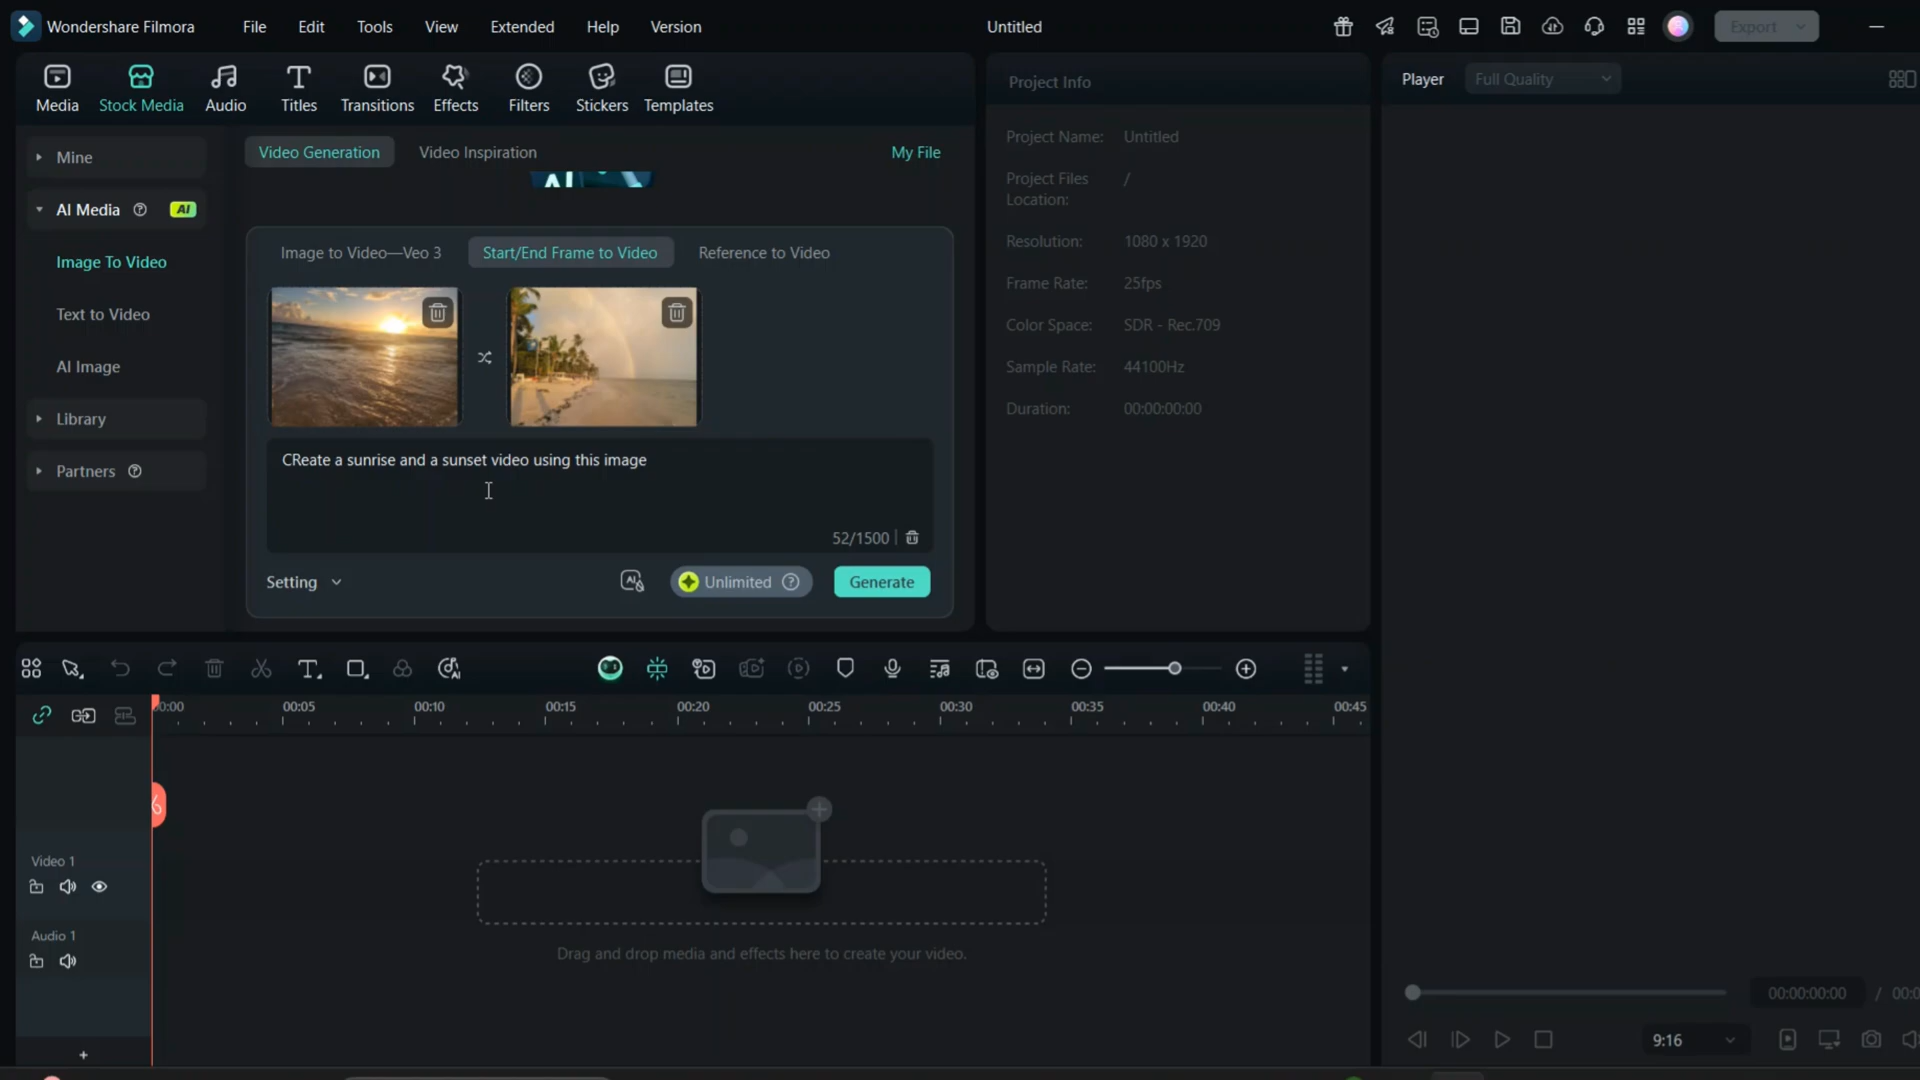 Wondershare Filmora
File
Edit
Tools
View
Extended
Help
Version
Untitled
Export
Media
Stock Media
Audio
Titles
Transitions
Effects
Filters
Stickers
Templates
Mine
AI Media
AI
Image To Video
Text to Video
AI Image
Library
Partners
Video Generation
Video Inspiration
My File
AI
Image to Video—Veo 3
Start/End Frame to Video
Reference to Video
CReate a sunrise and a sunset video using this image
52/1500
Setting
Unlimited
Generate
Project Info
Project Name: Untitled
Project Files Location: /
Resolution: 1080 x 1920
Frame Rate: 25fps
Color Space: SDR - Rec.709
Sample Rate: 44100Hz
Duration: 00:00:00:00
Player
Full Quality
00:05
00:10
00:15
00:20
00:25
00:30
00:35
00:40
00:45
Video 1
Audio 1
Drag and drop media and effects here to create your video.
00:00:00:00 /
9:16